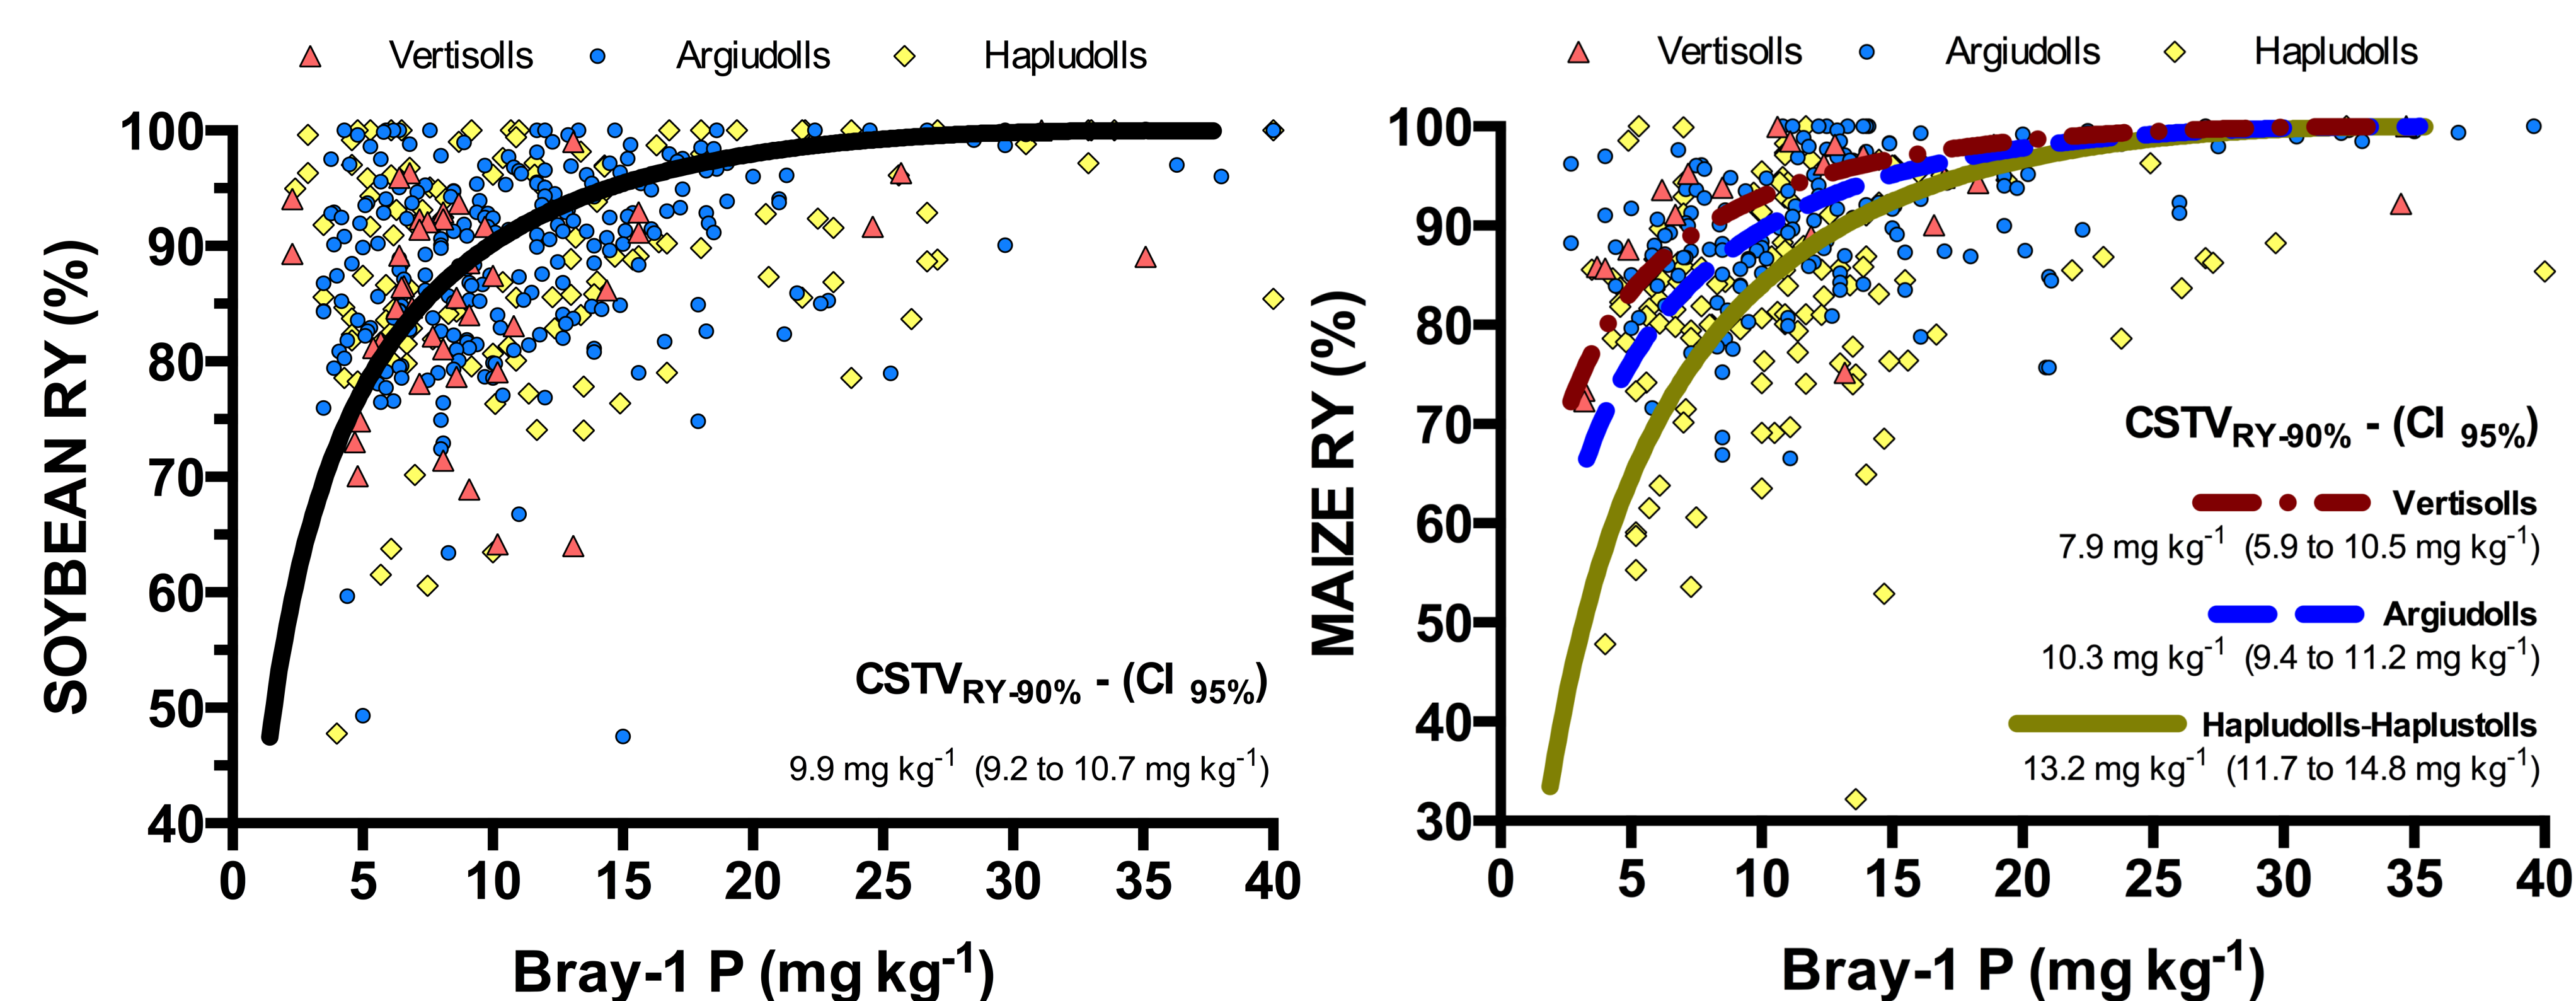 Vertisolls Argiudolls Hapludolls
100
90
80
70
60
50
40
0 5 10 15 20 25 30 35 40
SOYBEAN RY (%)
Bray-1 P (mg kg-1)
CSTVRY-90% - (CI 95%)
9.9 mg kg-1 (9.2 to 10.7 mg kg-1)
Vertisolls Argiudolls Hapludolls
100
90
80
70
60
50
40
30
0 5 10 15 20 25 30 35 40
MAIZE RY (%)
Bray-1 P (mg kg-1)
CSTVRY-90% - (CI 95%)
Vertisolls
7.9 mg kg-1 (5.9 to 10.5 mg kg-1)
Argiudolls
10.3 mg kg-1 (9.4 to 11.2 mg kg-1)
Hapludolls-Haplustolls
13.2 mg kg-1 (11.7 to 14.8 mg kg-1)